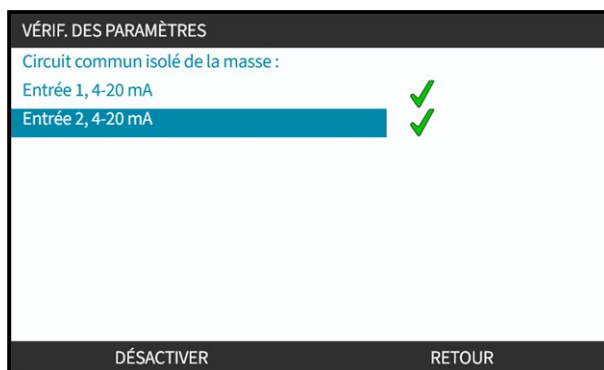 VÉRIF. DES PARAMÈTRES
Circuit commun isolé de la masse :
Entrée 1, 4-20 mA
Entrée 2, 4-20 mA
DÉSACTIVER RETOUR